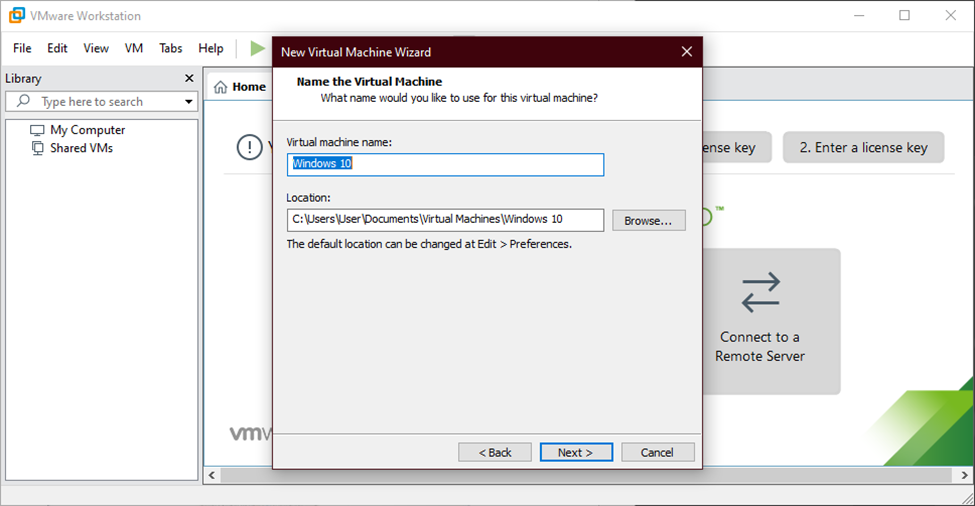 VMware Workstation
File Edit View VM Tabs Help
Library
Type here to search
My Computer
Shared VMs
Home
New Virtual Machine Wizard
Name the Virtual Machine
What name would you like to use for this virtual machine?
Virtual machine name:
Windows 10
Location:
C:\Users\User\Documents\Virtual Machines\Windows 10
Browse...
The default location can be changed at Edit > Preferences.
< Back Next > Cancel
key
2. Enter a license key
™
Connect to a
Remote Server